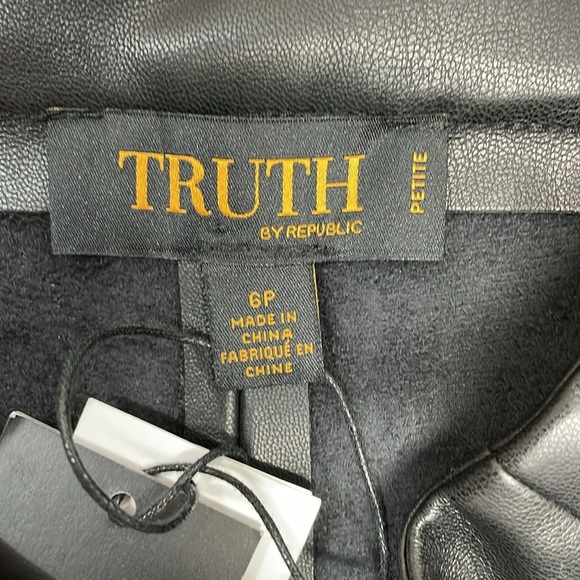 TRUTH
BY REPUBLIC
PETITE
6P
MADE IN
CHINA
FABRIQUÉ EN
CHINE